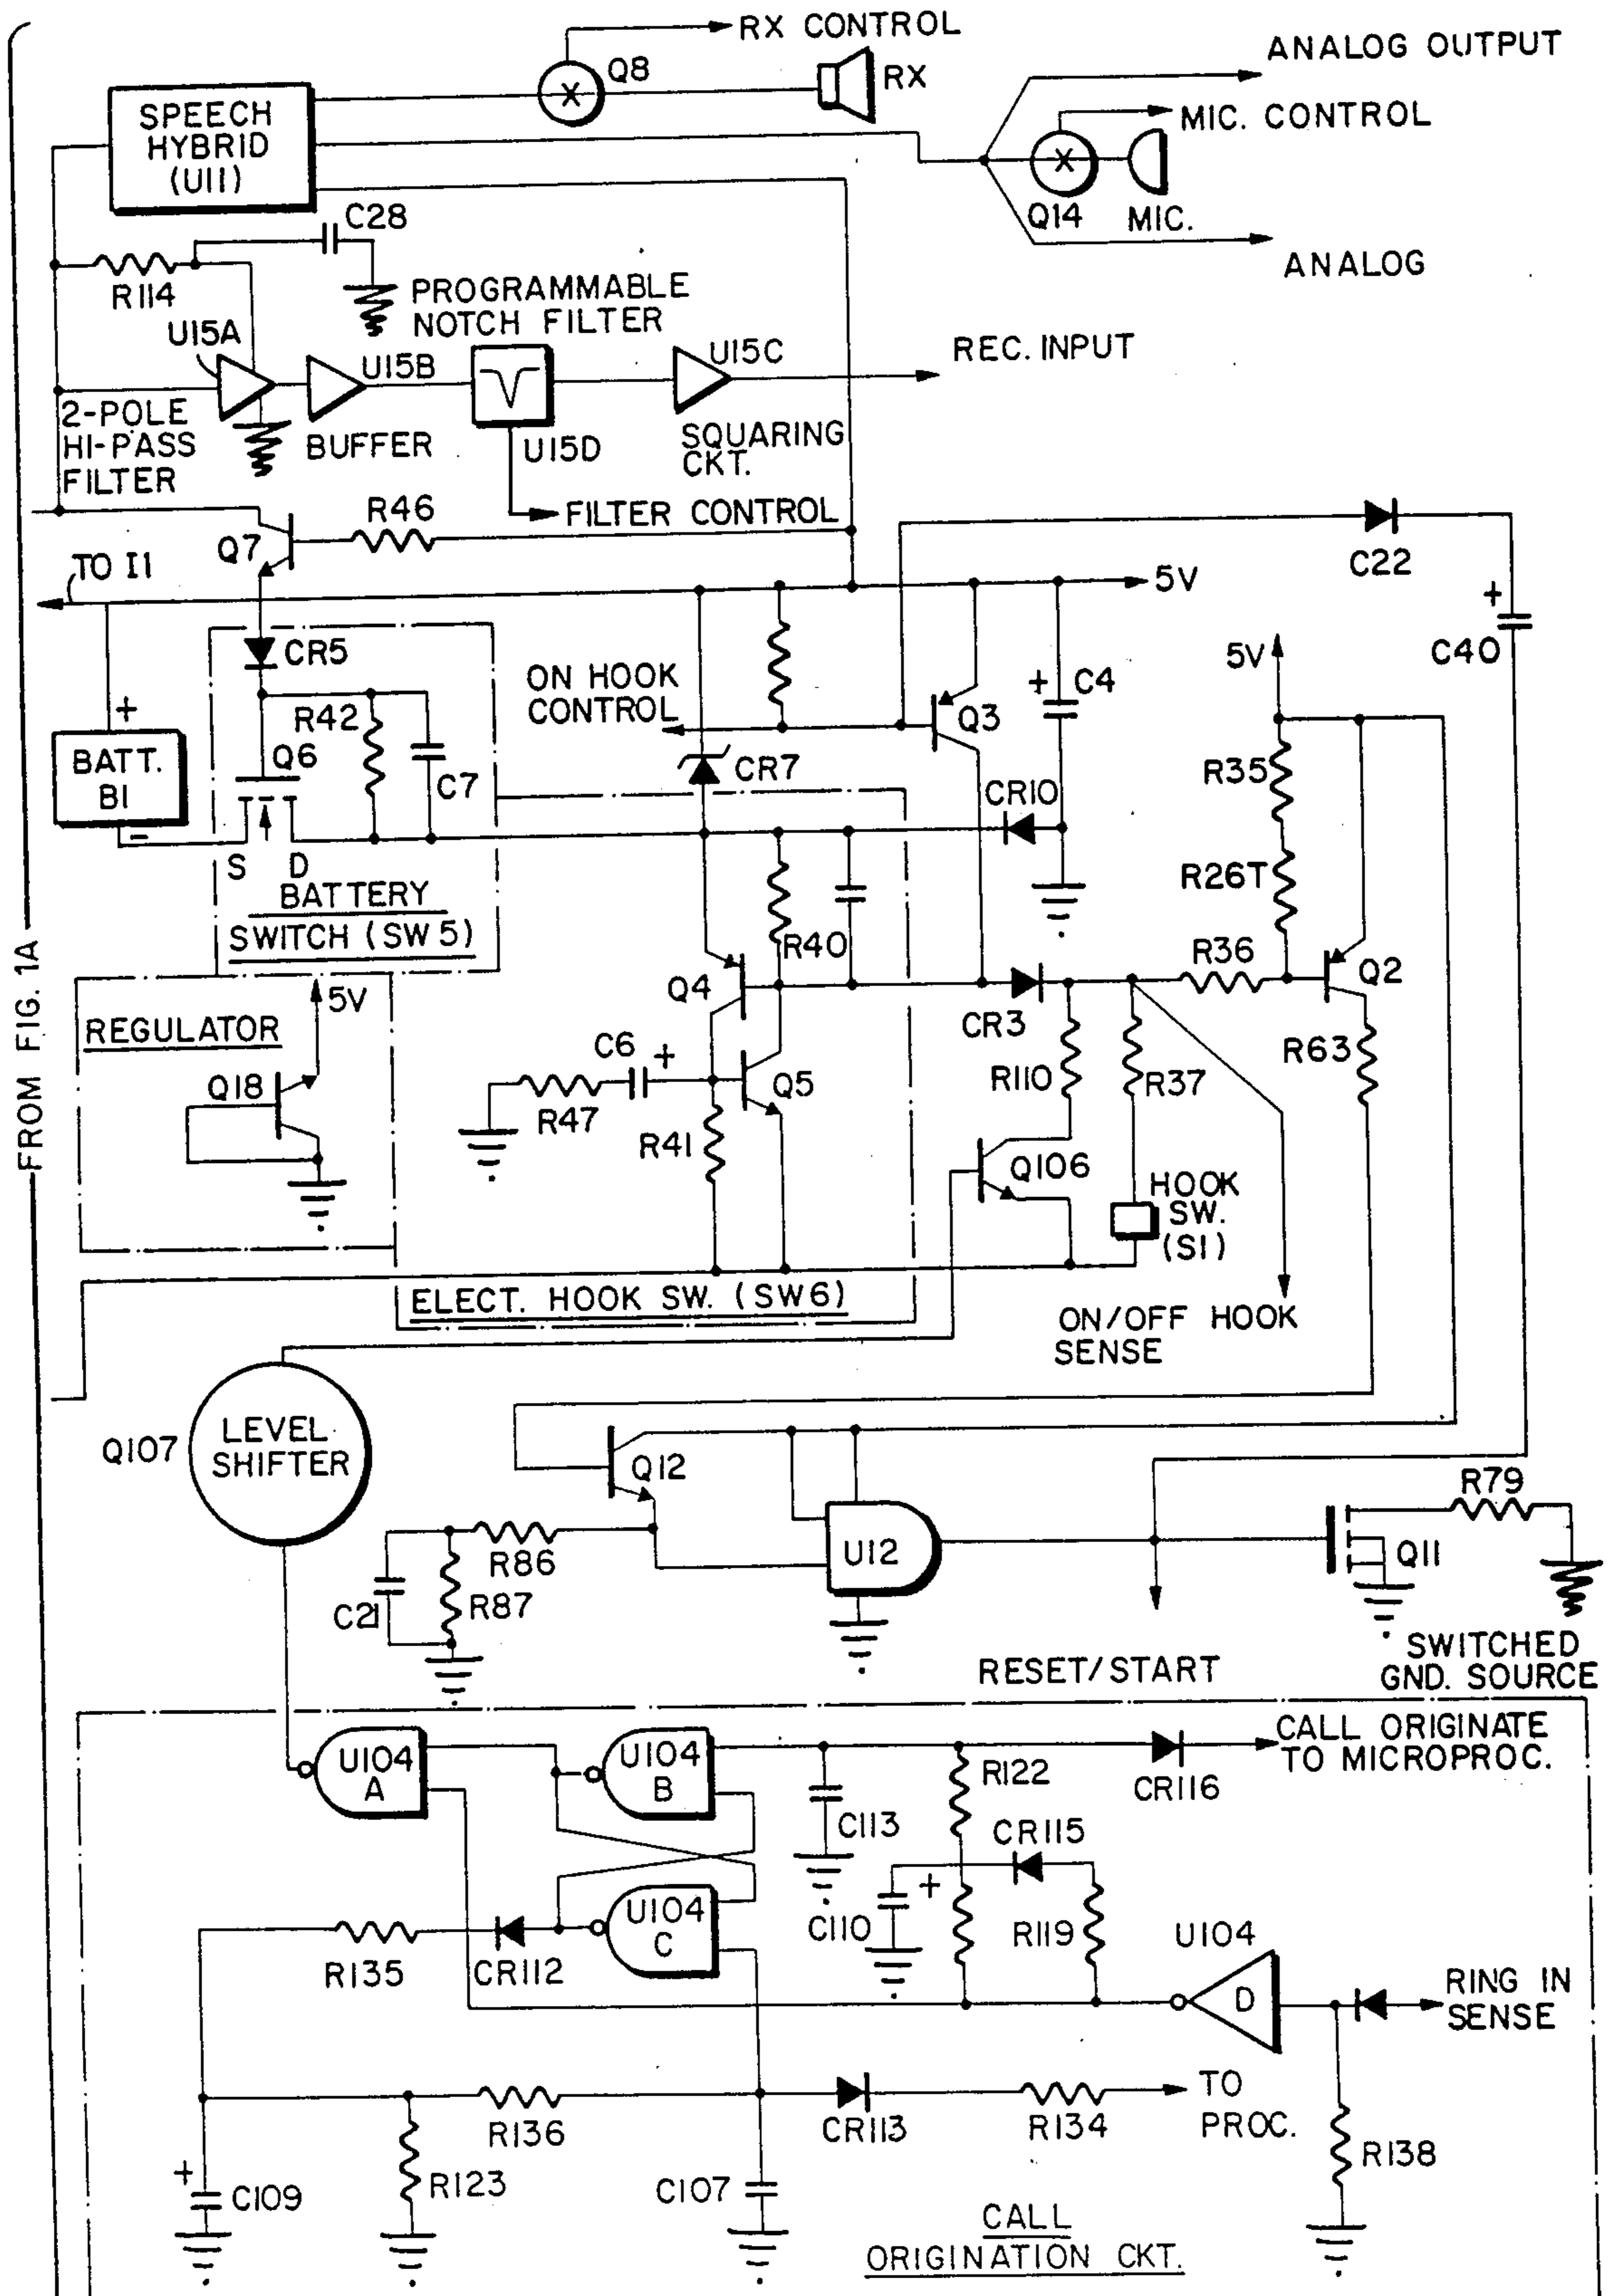 RX CONTROL
ANALOG OUTPUT
Q8
RX
SPEECH
HYBRID
(U11)
MIC. CONTROL
C28
Q14
MIC.
ANALOG
R114
PROGRAMMABLE
NOTCH FILTER
U15A
U15B
U15C
REC. INPUT
2-POLE
HI-PASS
FILTER
BUFFER
U15D
SQUARING
CKT.
R46
FILTER CONTROL
Q7
C22
TO I1
5V
+
C40
CR5
5V
ON HOOK
CONTROL
+
C4
+
R42
Q3
BATT.
B1
Q6
C7
CR7
R35
CR10
-
S
D
R26T
BATTERY
SWITCH (SW5)
R40
R36
Q2
FROM FIG. 1A
Q4
5V
REGULATOR
CR3
C6
+
R63
Q18
Q5
R110
R37
R47
R41
Q106
HOOK
SW.
(S1)
ELECT. HOOK SW. (SW6)
ON/OFF HOOK
SENSE
Q107
LEVEL
SHIFTER
Q12
R79
R86
U12
Q11
C21
R87
RESET/START
SWITCHED
GND. SOURCE
U104
A
U104
B
CALL ORIGINATE
TO MICROPROC.
R122
CR116
C113
CR115
+
U104
C
C110
R119
U104
R135
CR112
D
RING IN
SENSE
TO
PROC.
R136
CR113
R134
R138
+
C109
R123
C107
CALL
ORIGINATION CKT.